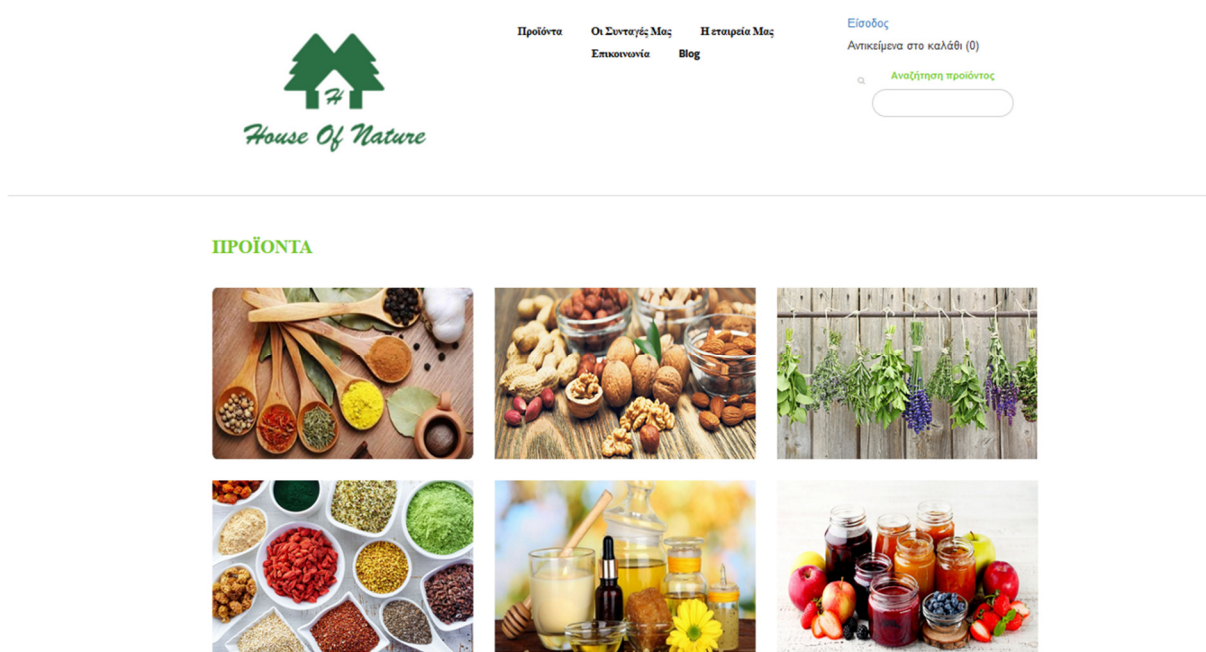 H
House Of Nature
Προϊόντα Οι Συνταγές Μας Η εταιρεία Μας
Επικοινωνία Blog
Είσοδος
Αντικείμενα στο καλάθι (0)
Αναζήτηση προϊόντος
ΠΡΟΪΟΝΤΑ